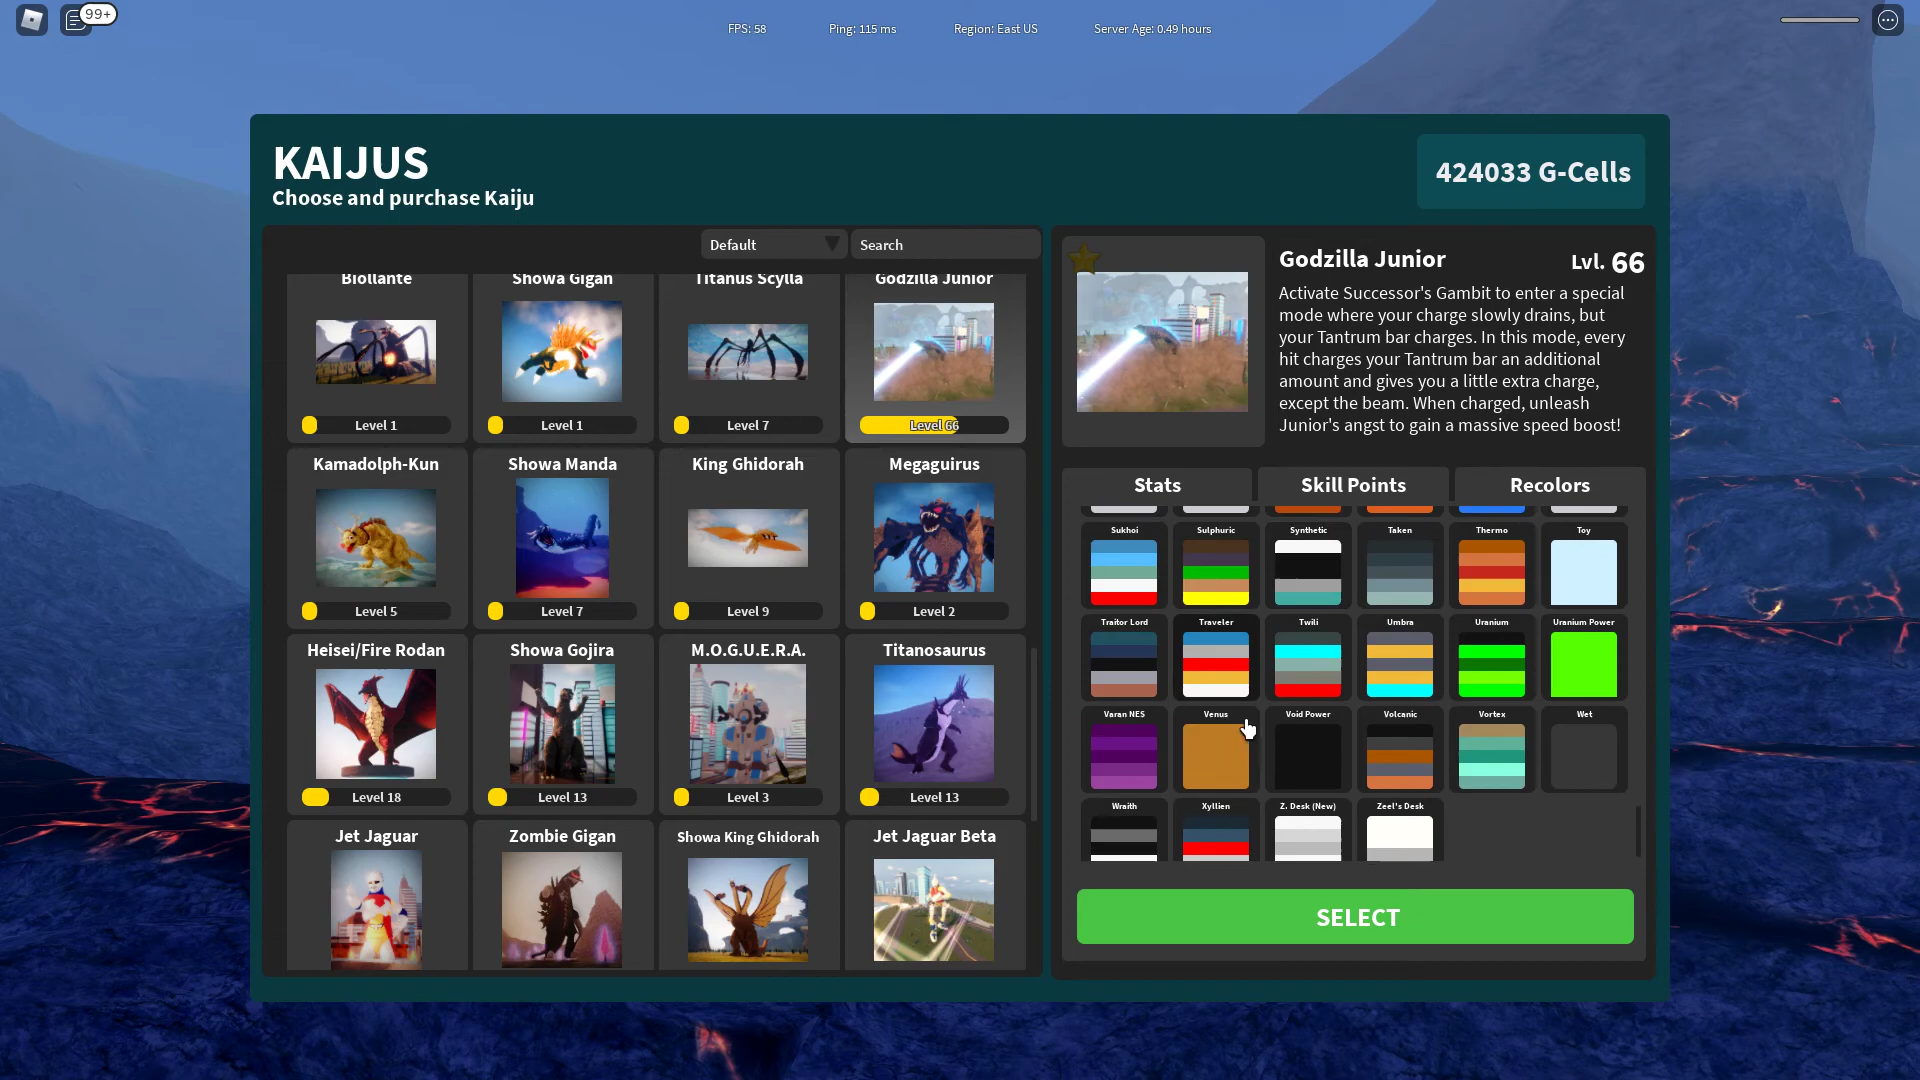 99+
FPS: 58
Ping: 115 ms
Region: East US
Server Age: 0.49 hours
KAIJUS
Choose and purchase Kaiju
424033 G-Cells
Default
Search
Biollante
Showa Gigan
Titanus Scylla
Godzilla Junior
Level 1
Level 1
Level 7
Level 66
Kamadolph-Kun
Showa Manda
King Ghidorah
Megaguirus
Level 5
Level 7
Level 9
Level 2
Heisei/Fire Rodan
Showa Gojira
M.O.G.U.E.R.A.
Titanosaurus
Level 18
Level 13
Level 3
Level 13
Jet Jaguar
Zombie Gigan
Showa King Ghidorah
Jet Jaguar Beta
Godzilla Junior
Lvl. 66
Activate Successor's Gambit to enter a special
mode where your charge slowly drains, but
your Tantrum bar charges. In this mode, every
hit charges your Tantrum bar an additional
amount and gives you a little extra charge,
except the beam. When charged, unleash
Junior's angst to gain a massive speed boost!
Stats
Skill Points
Recolors
Sukhoi
Sulphuric
Synthetic
Taken
Thermo
Toy
Traitor Lord
Traveler
Twili
Umbra
Uranium
Uranium Power
Varan NES
Venus
Void Power
Volcanic
Vortex
Wet
Wraith
Xyllien
Z. Desk (New)
Zeel's Desk
SELECT